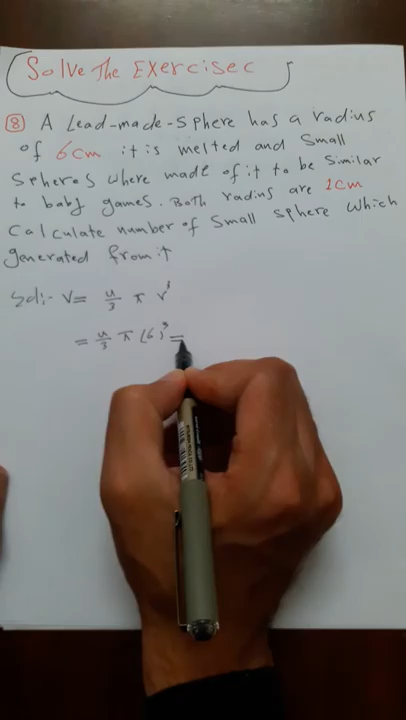 Solve The Exercisec
8 A Lead-made-sphere has a radius
of 6cm it is melted and Small
Spheres where made of it to be similar
to baby games. Both radius are 1cm
Calculate number of Small sphere which
generated from it
Sol:- V= 4/3 π r³
= 4/3 π (6)³ =